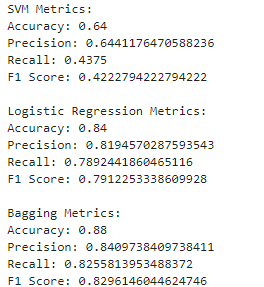 SVM Metrics:
Accuracy: 0.64
Precision: 0.6441176470588236
Recall: 0.4375
F1 Score: 0.4222794222794222
Logistic Regression Metrics:
Accuracy: 0.84
Precision: 0.8194570287593543
Recall: 0.7892441860465116
F1 Score: 0.7912253338609928
Bagging Metrics:
Accuracy: 0.88
Precision: 0.8409738409738411
Recall: 0.8255813953488372
F1 Score: 0.8296146044624746